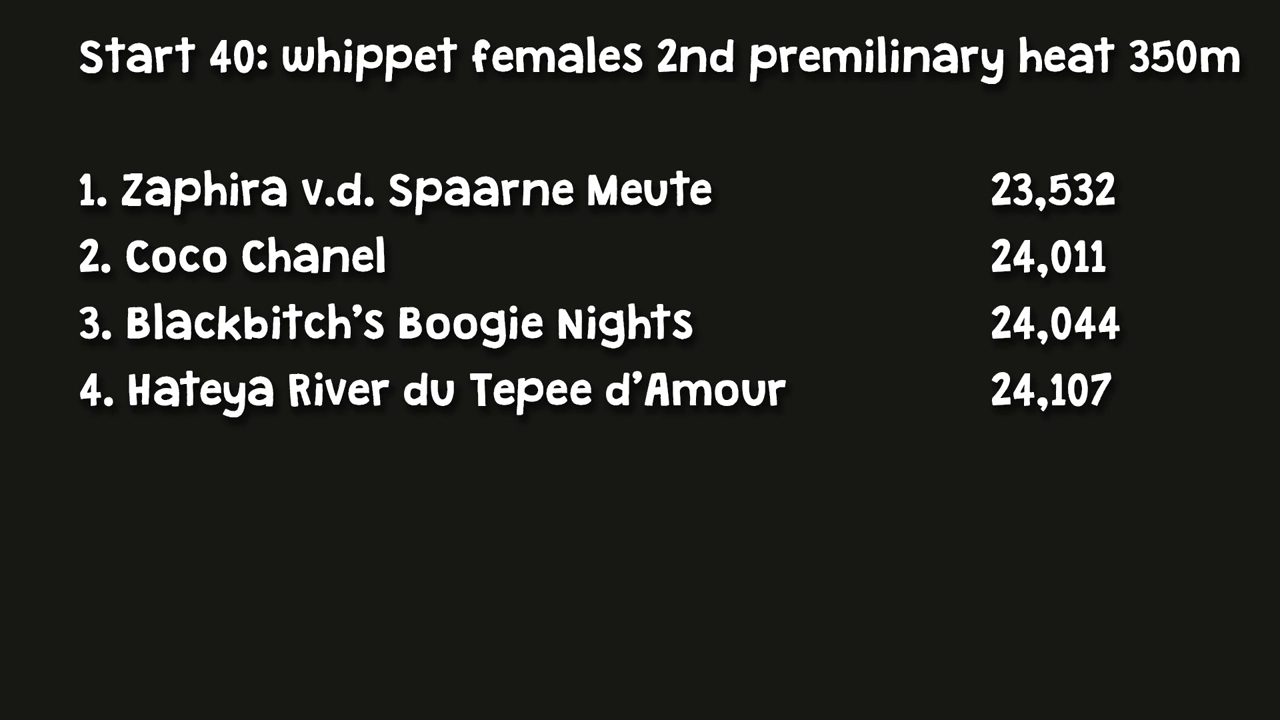 Start 40: whippet females 2nd premilinary heat 350m
1. Zaphira v.d. Spaarne Meute 23,532
2. Coco Chanel 24,011
3. Blackbitch’s Boogie Nights 24,044
4. Hateya River du Tepee d’Amour 24,107